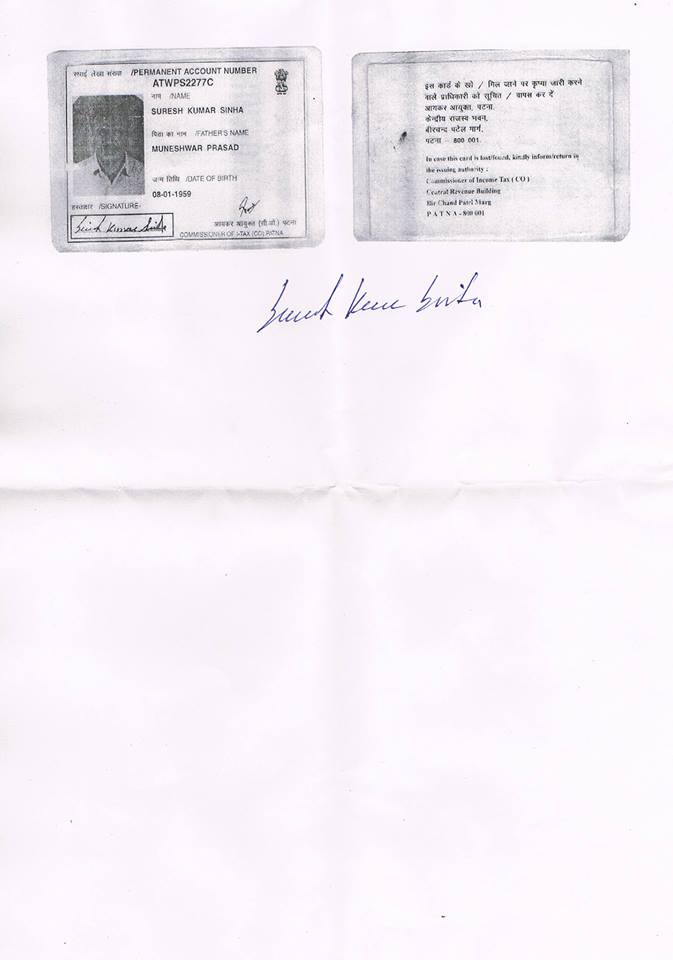 स्थाई लेखा संख्या /PERMANENT ACCOUNT NUMBER
ATWPS2277C
नाम /NAME
SURESH KUMAR SINHA
पिता का नाम /FATHER'S NAME
MUNESHWAR PRASAD
जन्म तिथि /DATE OF BIRTH
08-01-1959
हस्ताक्षर /SIGNATURE
Suresh Kumar Sinha
आयकर आयुक्त (सी.ओ.) पटना
COMMISSIONER OF I-TAX (CO) PATNA
इस कार्ड के खो / मिल जाने पर कृप्या जारी करने
वाले प्राधिकारी को सूचित / वापस कर दें
आयकर आयुक्त, पटना,
केन्द्रीय राजस्व भवन,
बीरचन्द पटेल मार्ग,
पटना - 800 001.
In case this card is lost/found, kindly inform/return to
the issuing authority :
Commissioner of Income Tax ( CO )
Central Revenue Building
Bir Chand Patel Marg
PATNA - 800 001
Suresh Kumar Sinha